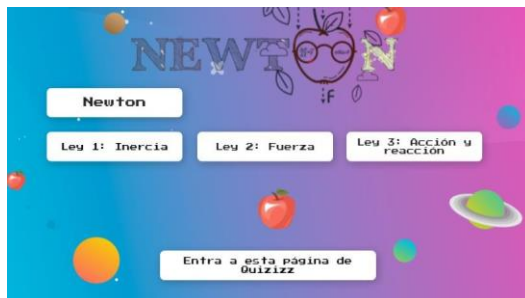 NEWTON
F
Newton
Ley 1: Inercia
Ley 2: Fuerza
Ley 3: Acción y
reacción
Entra a esta página de
Quizizz